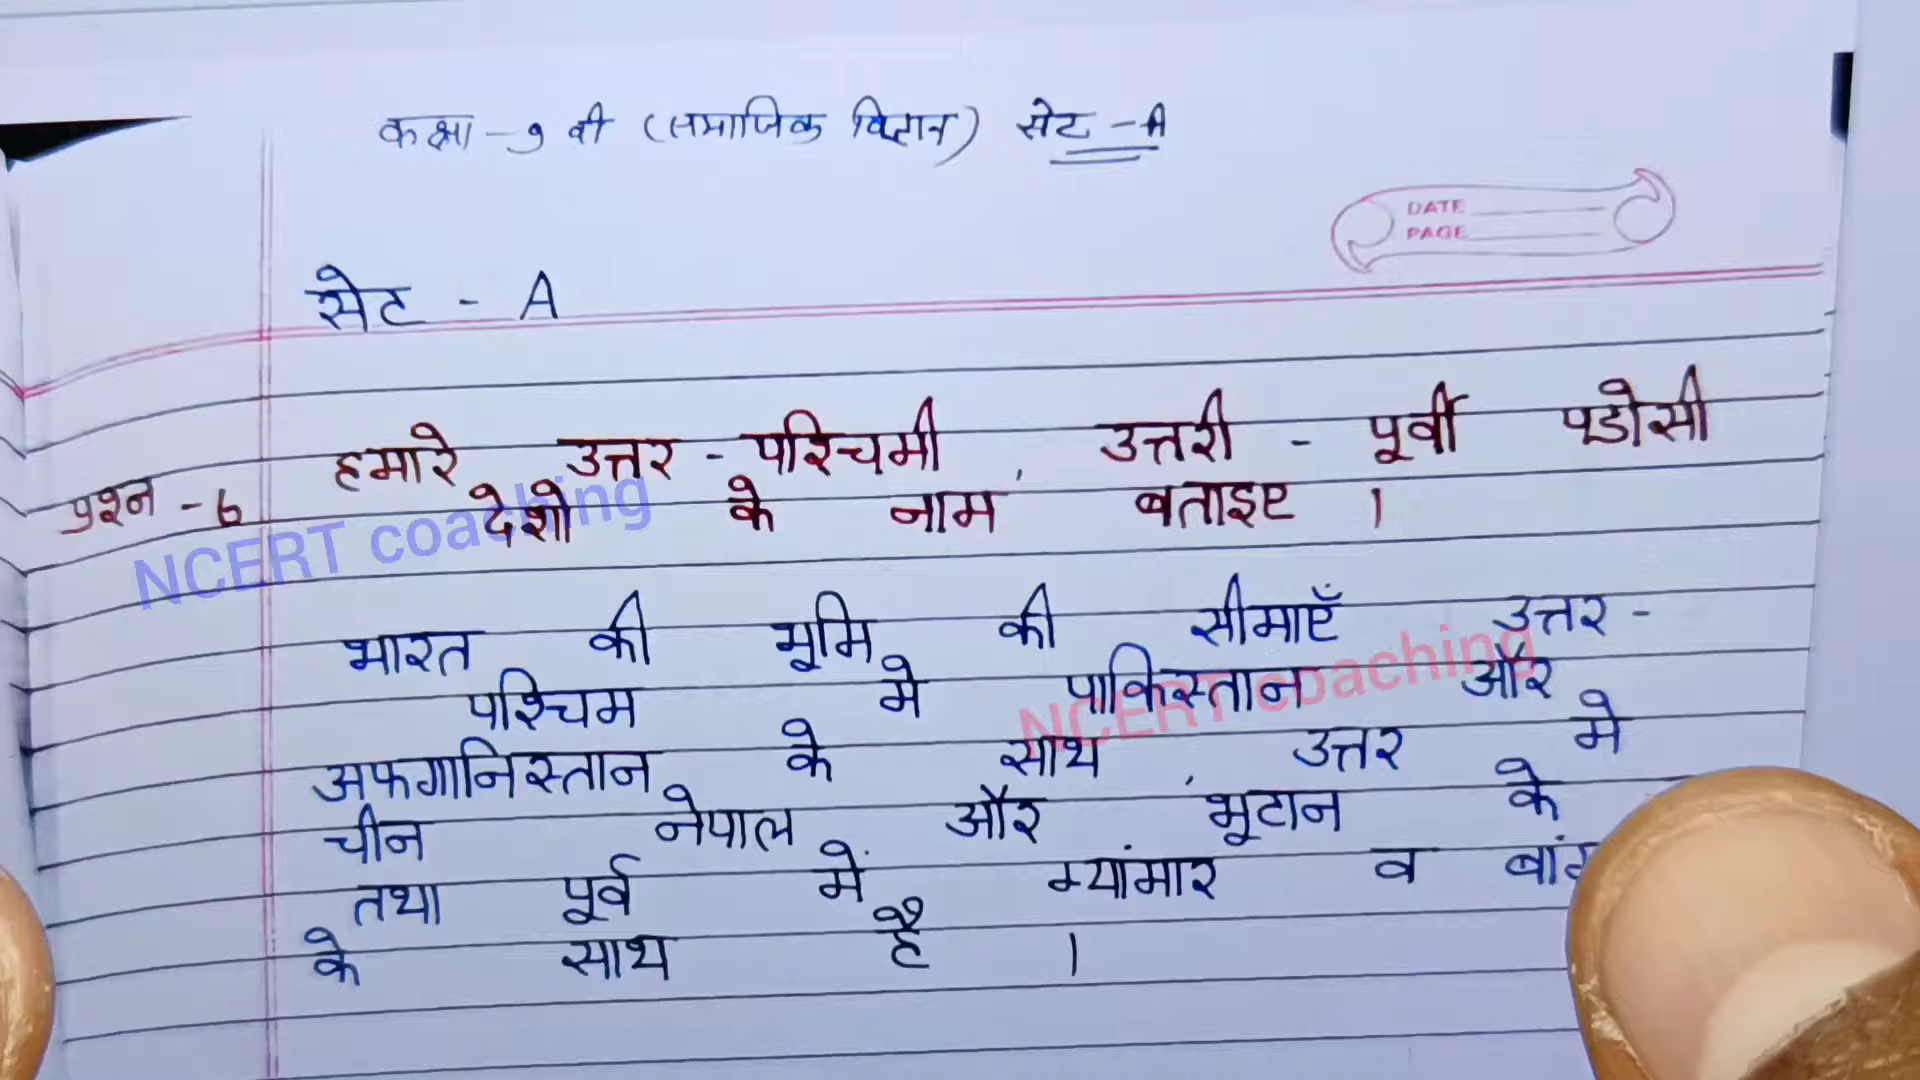 कक्षा - 9 वी (समाजिक विज्ञान) सेट - A
DATE
PAGE
सेट - A
हमारे उत्तर - पश्चिमी , उत्तरी - पूर्वी पडोसी
प्रश्न - 6 देशो के नाम बताइए ।
NCERT coaching
भारत की भूमि की सीमाएँ उत्तर -
पश्चिम मे पाकिस्तान और
NCERT coaching
अफगानिस्तान के साथ , उत्तर मे
चीन नेपाल और भूटान के
तथा पूर्व में म्यांमार व
के साथ है ।